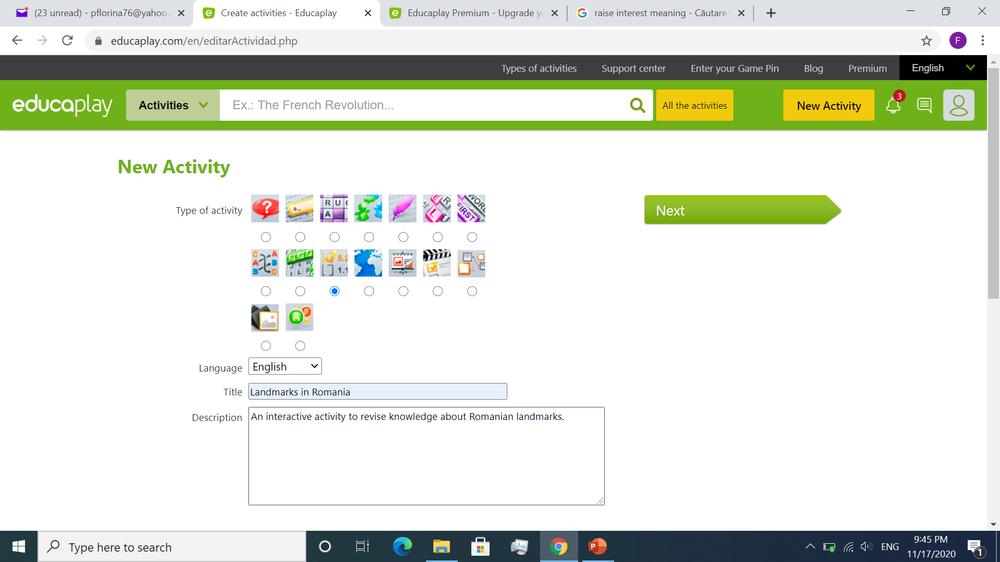 (23 unread) - pflorina76@yahoo.
Create activities - Educaplay
Educaplay Premium - Upgrade yo
raise interest meaning - Căutare
educaplay.com/en/editarActividad.php
F
Types of activities
Support center
Enter your Game Pin
Blog
Premium
English
educaplay
Activities
Ex.: The French Revolution...
All the activities
New Activity
3
New Activity
Type of activity
Next
Language
English
Title
Landmarks in Romania
Description
An interactive activity to revise knowledge about Romanian landmarks.
Type here to search
ENG
9:45 PM
11/17/2020
1